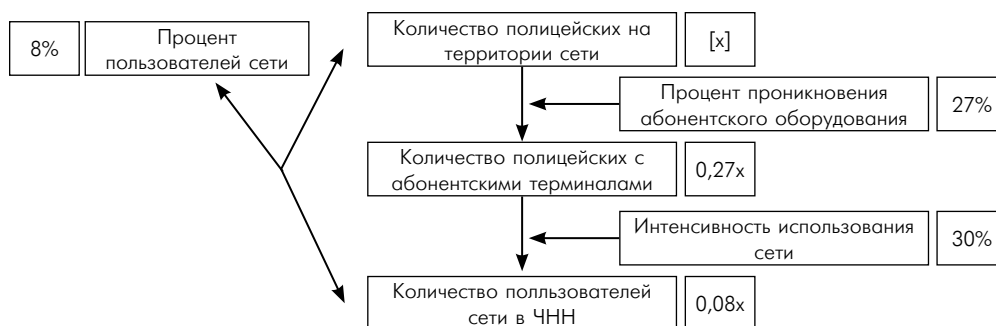 8%
Процент
пользователей сети
Количество полицейских на
территории сети
[x]
Процент проникновения
абонентского оборудования
27%
Количество полицейских с
абонентскими терминалами
0,27x
Интенсивность использования
сети
30%
Количество полльзователей
сети в ЧНН
0,08x